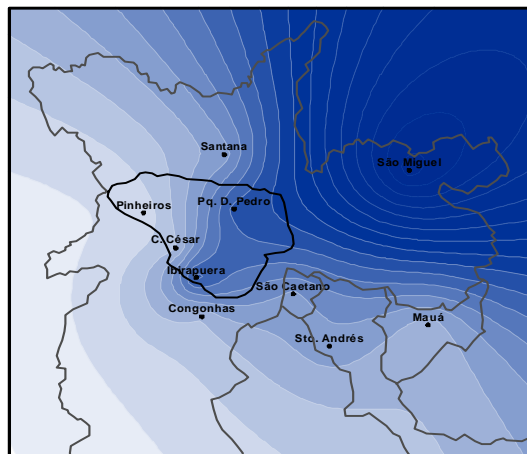 Santana
São Miguel
Pinheiros
Pq. D. Pedro
C. César
Ibirapuera
São Caetano
Congonhas
Mauá
Sto. Andrés